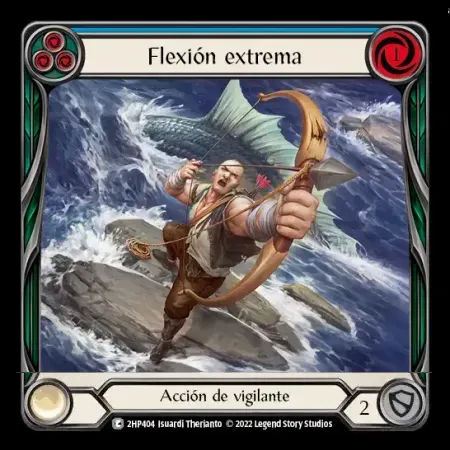 Flexión extrema
1
Acción de vigilante
2
C 2HP404 Isuardi Therianto © 2022 Legend Story Studios